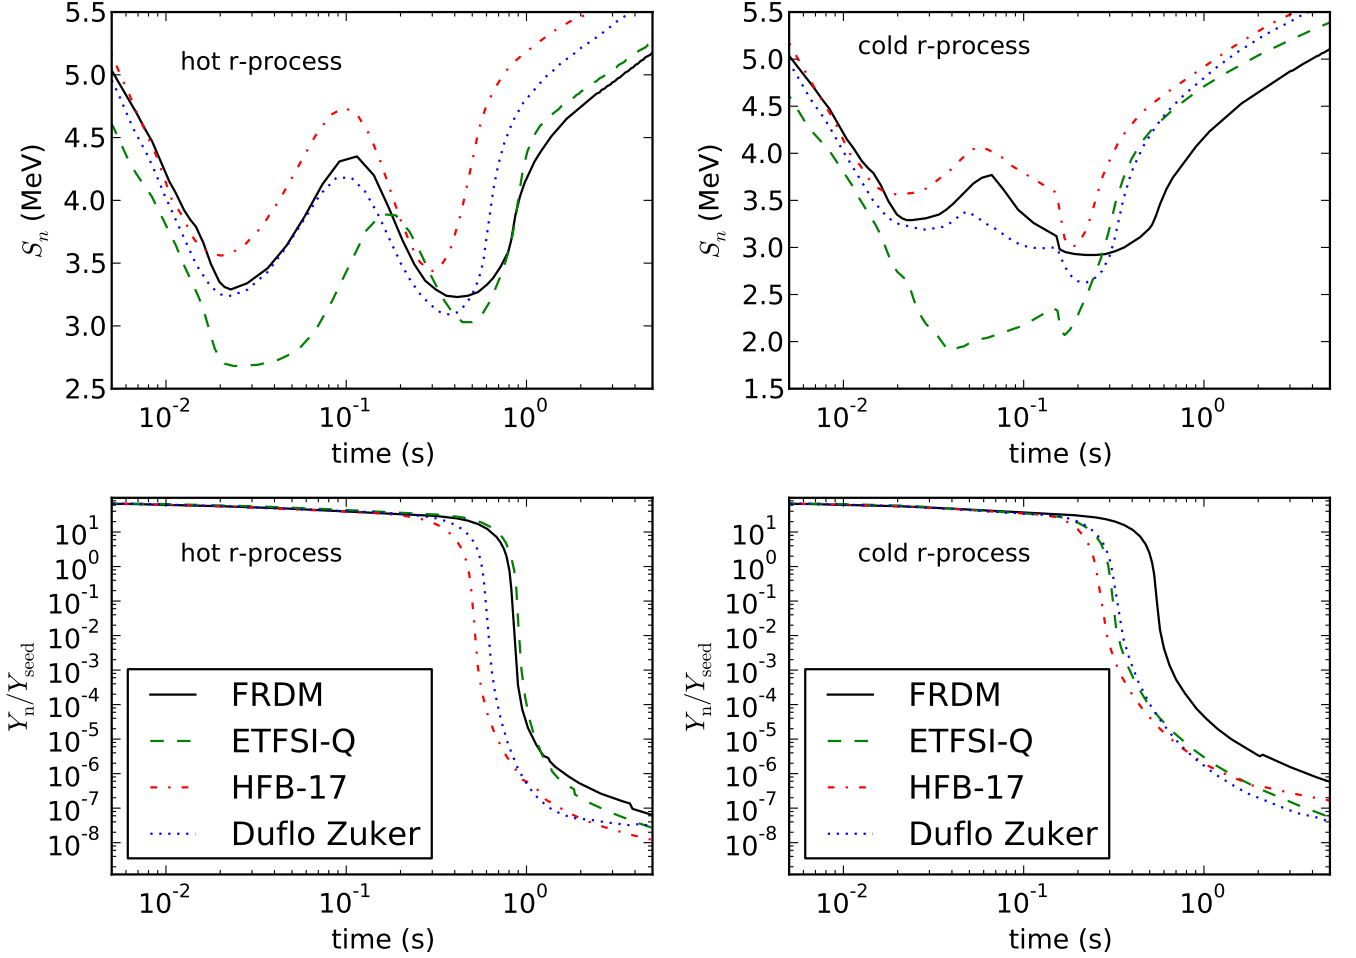 5.5
5.0
4.5
4.0
3.5
3.0
2.5
S_n (MeV)
hot r-process
10^-2 10^-1 10^0
time (s)
5.5
5.0
4.5
4.0
3.5
3.0
2.5
2.0
1.5
S_n (MeV)
cold r-process
10^-2 10^-1 10^0
time (s)
10^1
10^0
10^-1
10^-2
10^-3
10^-4
10^-5
10^-6
10^-7
10^-8
Y_n/Y_seed
hot r-process
FRDM
ETFSI-Q
HFB-17
Duflo Zuker
10^-2 10^-1 10^0
time (s)
10^1
10^0
10^-1
10^-2
10^-3
10^-4
10^-5
10^-6
10^-7
10^-8
Y_n/Y_seed
cold r-process
FRDM
ETFSI-Q
HFB-17
Duflo Zuker
10^-2 10^-1 10^0
time (s)